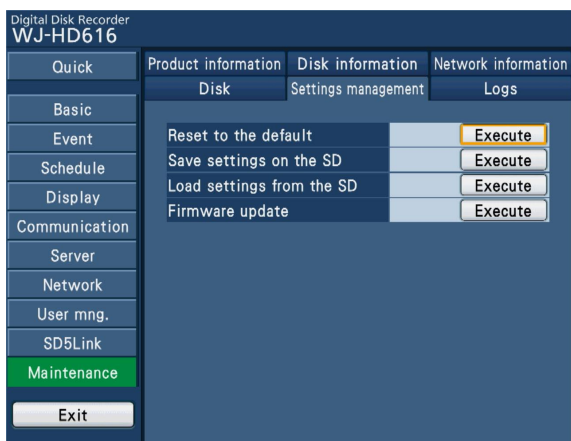 Digital Disk Recorder
WJ-HD616
Quick
Basic
Event
Schedule
Display
Communication
Server
Network
User mng.
SD5Link
Maintenance
Exit
Product information Disk information Network information
Disk Settings management Logs
Reset to the default Execute
Save settings on the SD Execute
Load settings from the SD Execute
Firmware update Execute